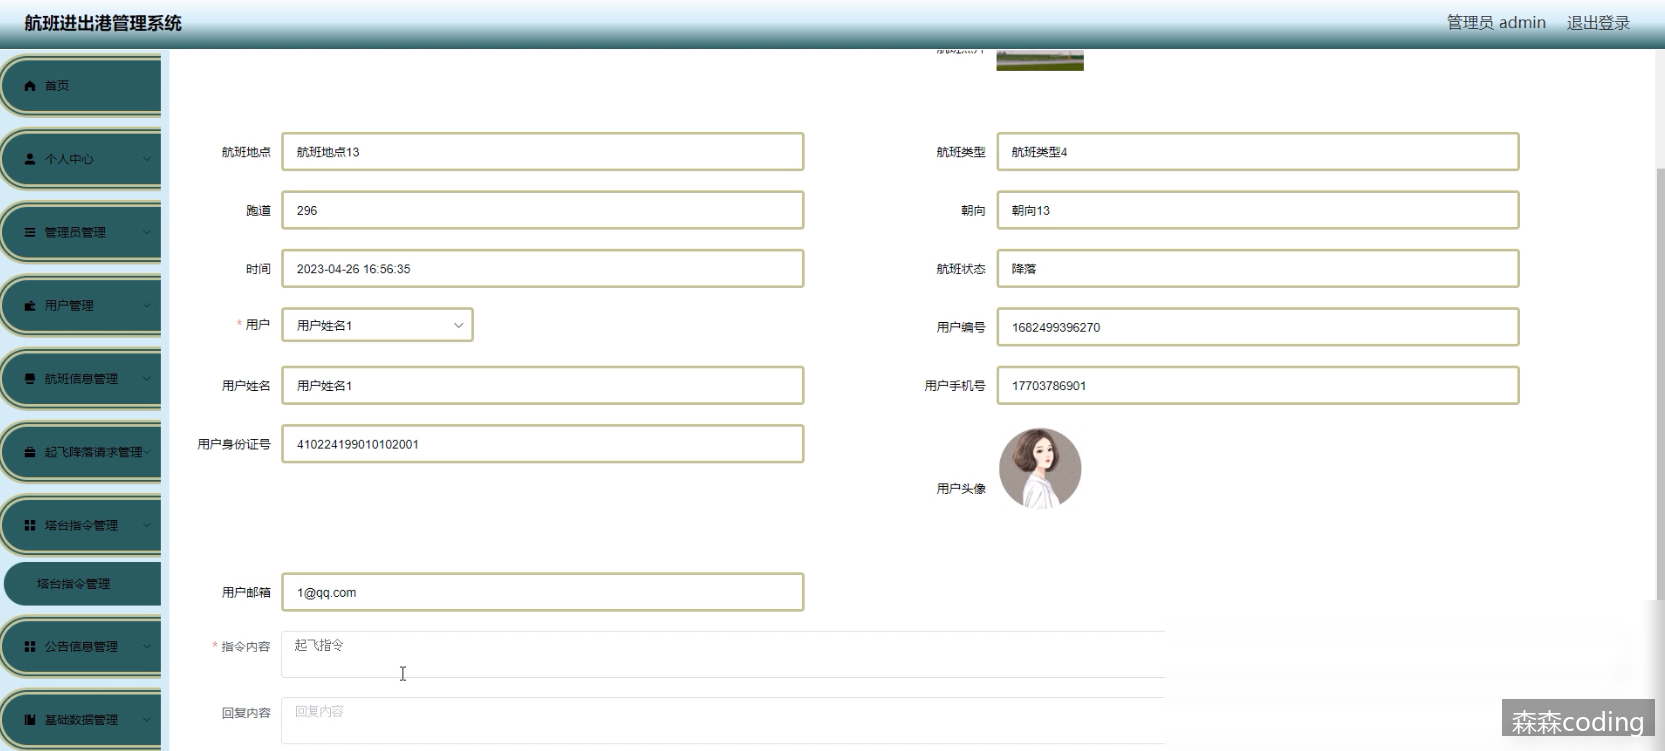 航班进出港管理系统
管理员 admin 退出登录
首页
个人中心
管理员管理
用户管理
航班信息管理
起飞降落请求管理
塔台指令管理
塔台指令管理
公告信息管理
基础数据管理
航班照片
航班地点 航班地点13
航班类型 航班类型4
跑道 296
朝向 朝向13
时间 2023-04-26 16:56:35
航班状态 降落
* 用户 用户姓名1
用户编号 1682499396270
用户姓名 用户姓名1
用户手机号 17703786901
用户身份证号 410224199010102001
用户头像
用户邮箱 1@qq.com
* 指令内容 起飞指令
回复内容 回复内容
森森coding